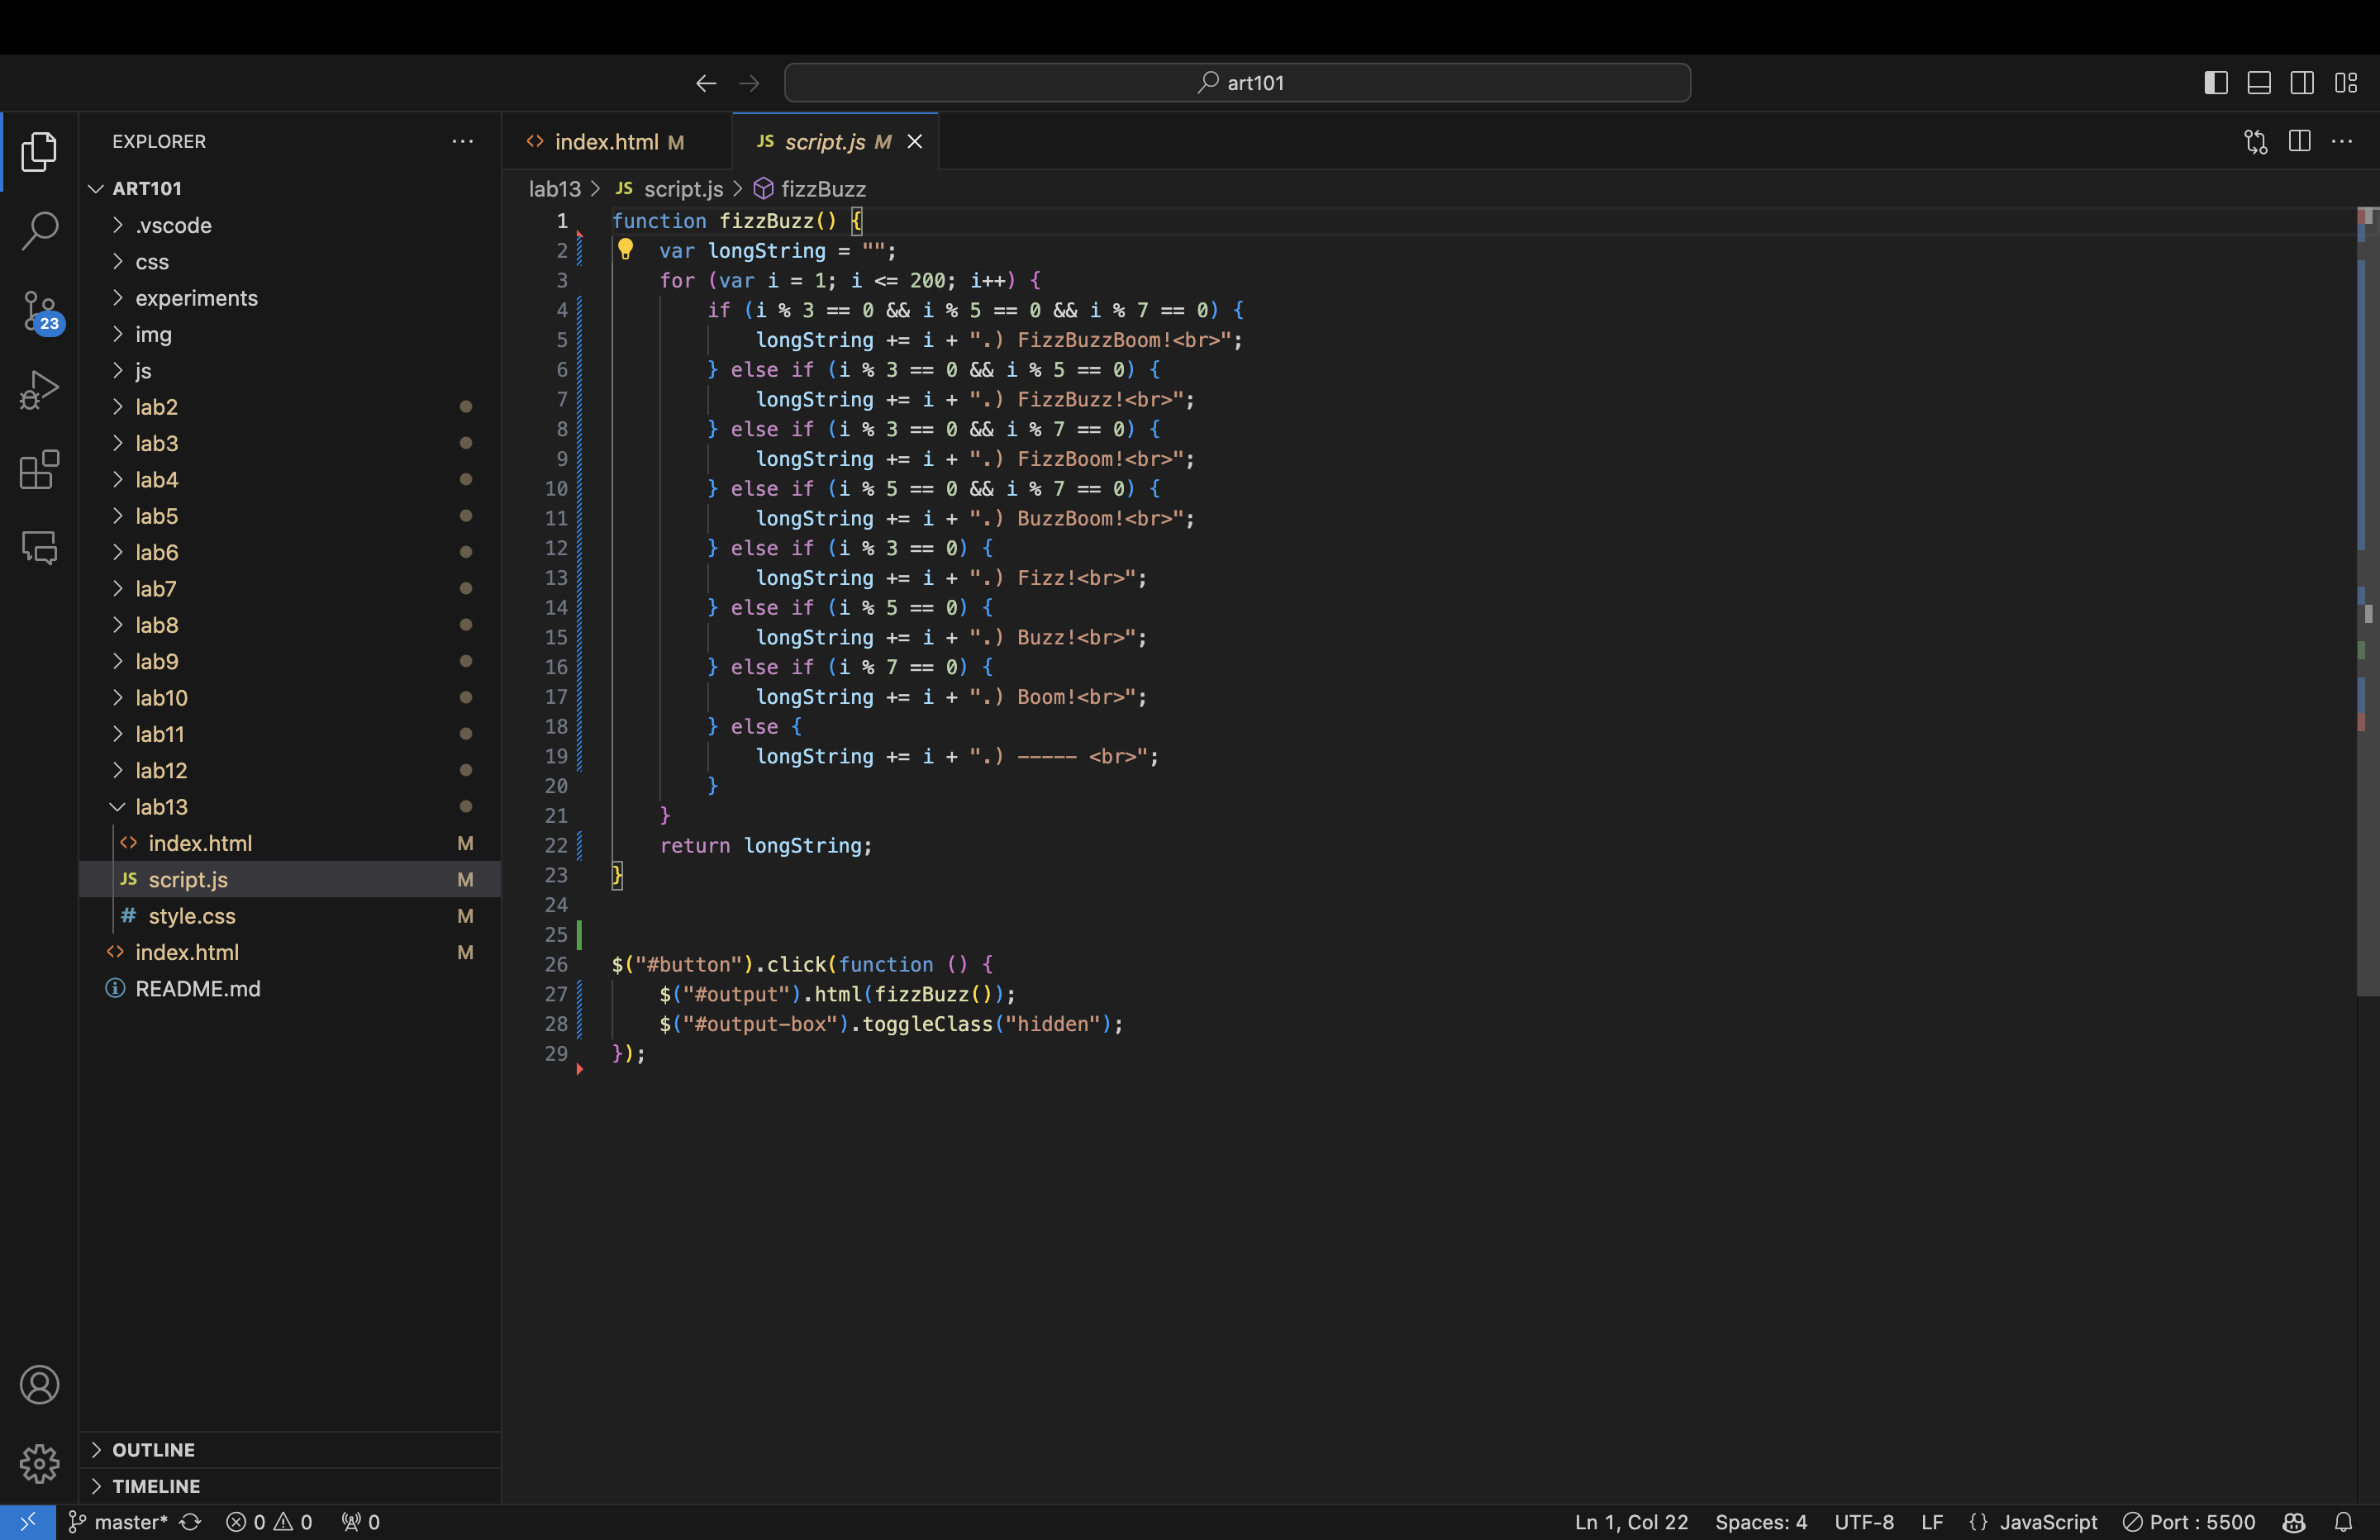 art101
EXPLORER
ART101
.vscode
css
experiments
img
js
lab2
lab3
lab4
lab5
lab6
lab7
lab8
lab9
lab10
lab11
lab12
lab13
index.html M
JS script.js M
# style.css M
index.html M
README.md
OUTLINE
TIMELINE
23
index.html M
JS script.js M
lab13 > JS script.js > fizzBuzz
1 function fizzBuzz() {
2 var longString = "";
3 for (var i = 1; i <= 200; i++) {
4 if (i % 3 == 0 && i % 5 == 0 && i % 7 == 0) {
5 longString += i + ".) FizzBuzzBoom!<br>";
6 } else if (i % 3 == 0 && i % 5 == 0) {
7 longString += i + ".) FizzBuzz!<br>";
8 } else if (i % 3 == 0 && i % 7 == 0) {
9 longString += i + ".) FizzBoom!<br>";
10 } else if (i % 5 == 0 && i % 7 == 0) {
11 longString += i + ".) BuzzBoom!<br>";
12 } else if (i % 3 == 0) {
13 longString += i + ".) Fizz!<br>";
14 } else if (i % 5 == 0) {
15 longString += i + ".) Buzz!<br>";
16 } else if (i % 7 == 0) {
17 longString += i + ".) Boom!<br>";
18 } else {
19 longString += i + ".) ----- <br>";
20 }
21 }
22 return longString;
23 }
24
25
26 $("#button").click(function () {
27 $("#output").html(fizzBuzz());
28 $("#output-box").toggleClass("hidden");
29 });
master* 0 0 0 Ln 1, Col 22 Spaces: 4 UTF-8 LF {} JavaScript Port : 5500